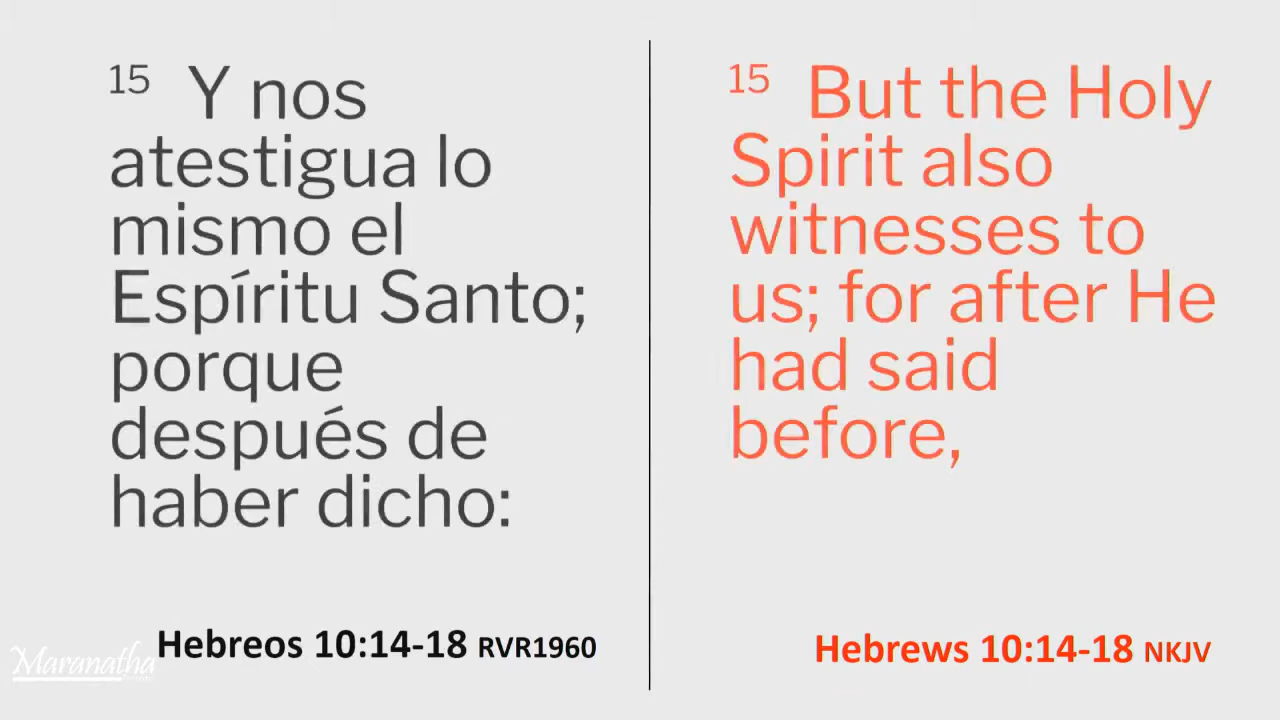 15 Y nos
atestigua lo
mismo el
Espíritu Santo;
porque
después de
haber dicho:
Hebreos 10:14-18 RVR1960
15 But the Holy
Spirit also
witnesses to
us; for after He
had said
before,
Hebrews 10:14-18 NKJV
Maranatha